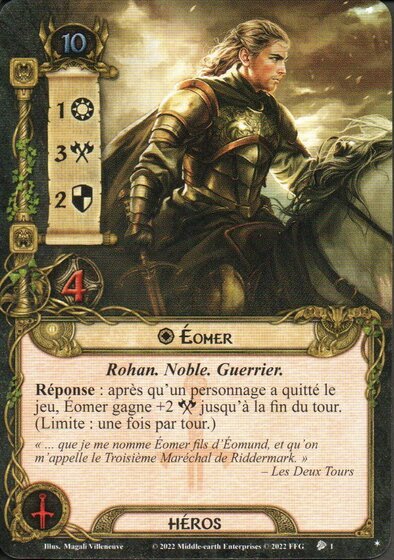 10
1
3
2
4
Éomer
Rohan. Noble. Guerrier.
Réponse : après qu'un personnage a quitté le
jeu, Éomer gagne +2 jusqu'à la fin du tour.
(Limite : une fois par tour.)
« ... que je me nomme Éomer fils d'Éomund, et qu'on
m'appelle le Troisième Maréchal de Riddermark. »
– Les Deux Tours
HÉROS
Illus. Magali Villeneuve © 2022 Middle-earth Enterprises © 2022 FFG 1